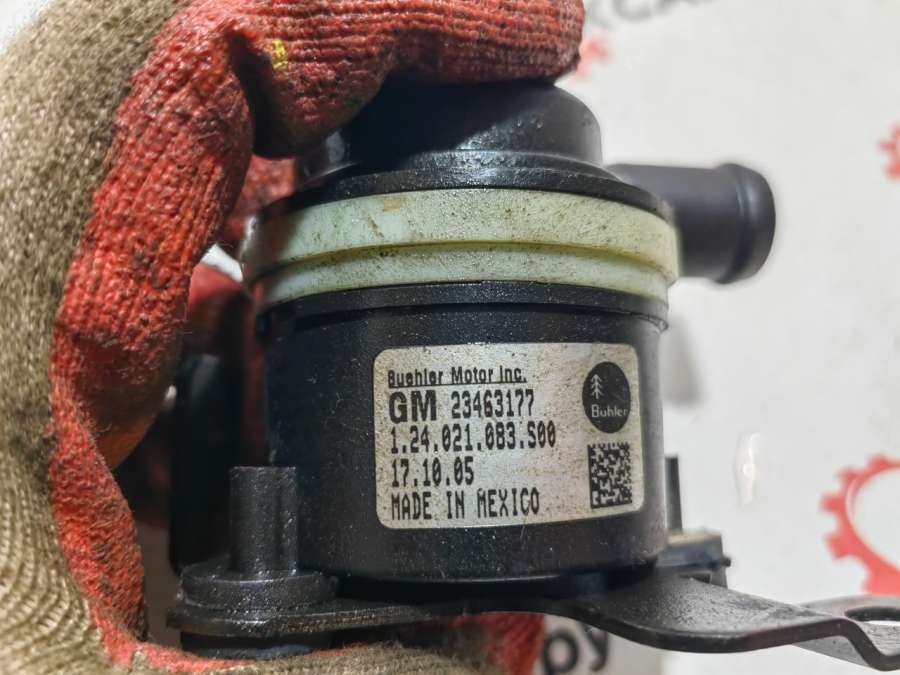 Buehler Motor Inc.
GM 23463177
Bühler
1.24.021.083.S00
17.10.05
MADE IN MEXICO